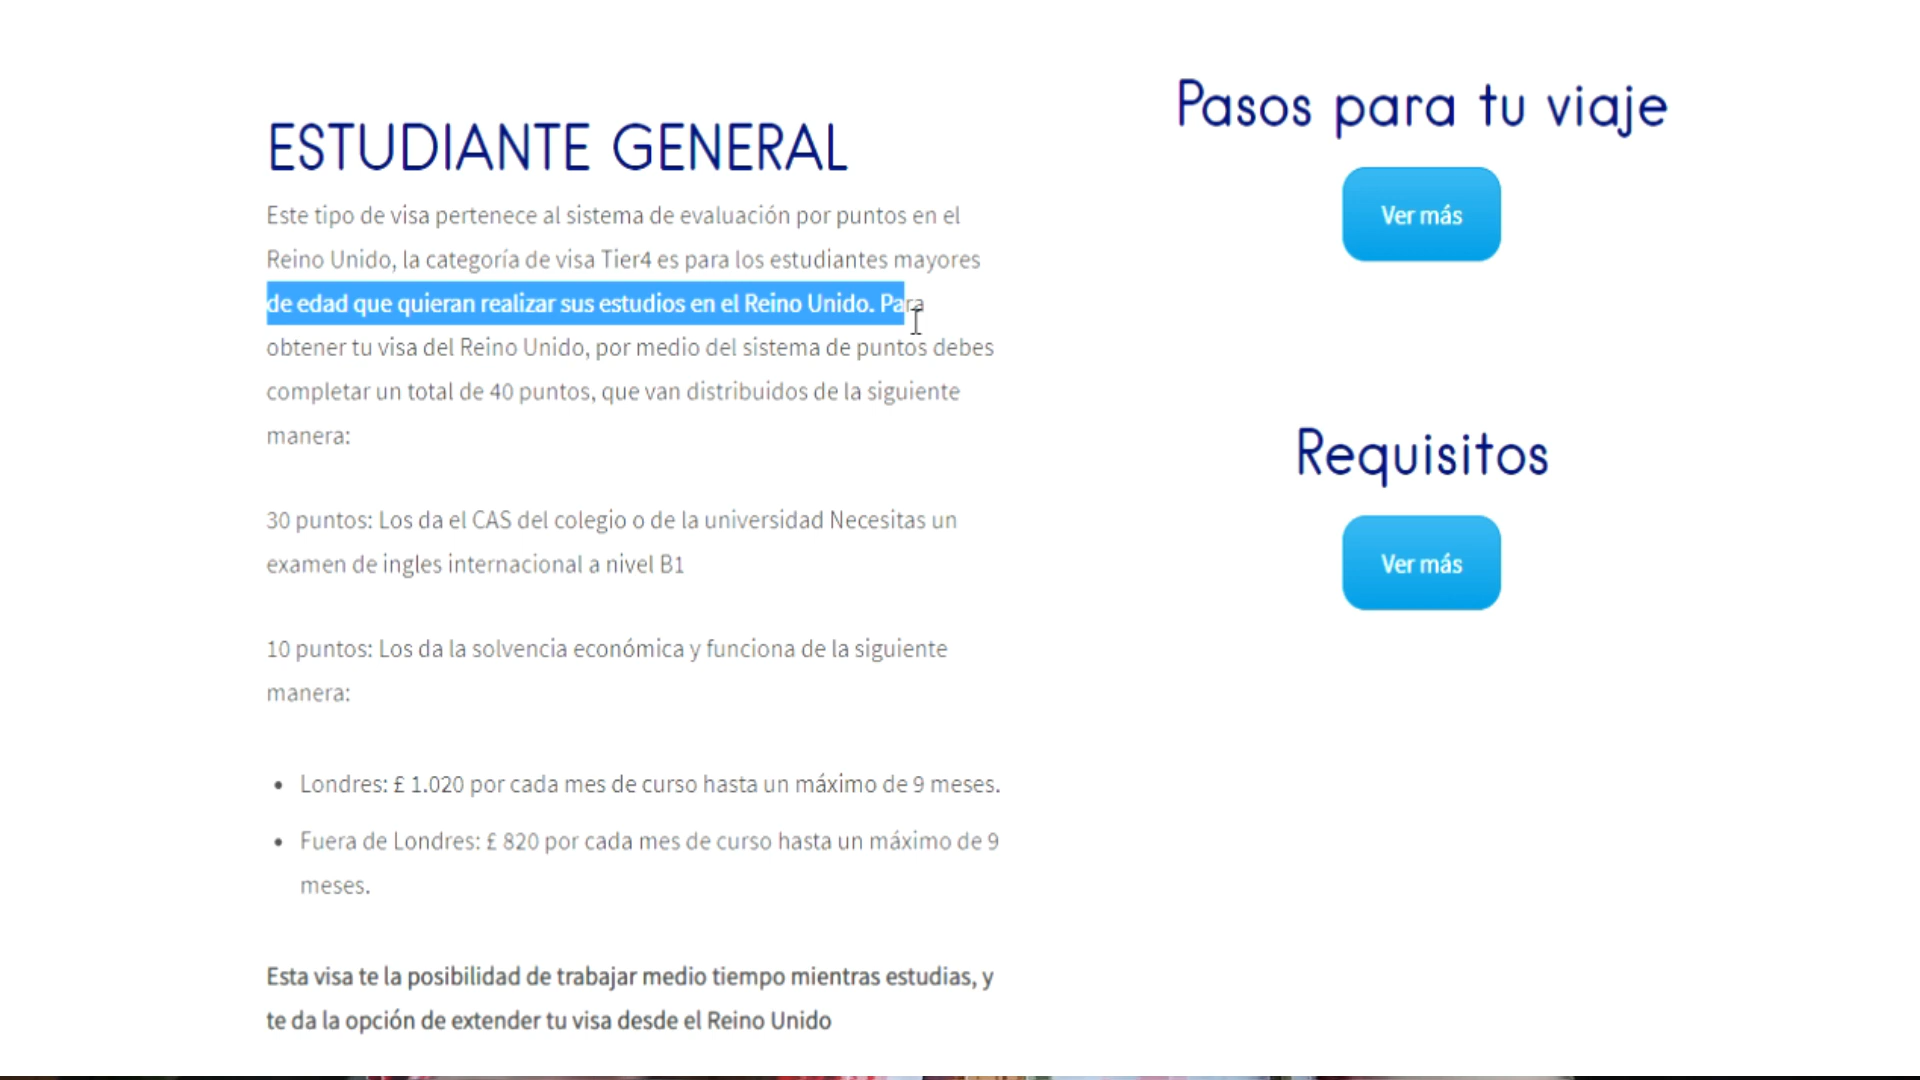 ESTUDIANTE GENERAL
Este tipo de visa pertenece al sistema de evaluación por puntos en el
Reino Unido, la categoría de visa Tier4 es para los estudiantes mayores
de edad que quieran realizar sus estudios en el Reino Unido. Para
obtener tu visa del Reino Unido, por medio del sistema de puntos debes
completar un total de 40 puntos, que van distribuidos de la siguiente
manera:
30 puntos: Los da el CAS del colegio o de la universidad Necesitas un
examen de ingles internacional a nivel B1
10 puntos: Los da la solvencia económica y funciona de la siguiente
manera:
• Londres: £ 1.020 por cada mes de curso hasta un máximo de 9 meses.
• Fuera de Londres: £ 820 por cada mes de curso hasta un máximo de 9
meses.
Esta visa te la posibilidad de trabajar medio tiempo mientras estudias, y
te da la opción de extender tu visa desde el Reino Unido
Pasos para tu viaje
Ver más
Requisitos
Ver más